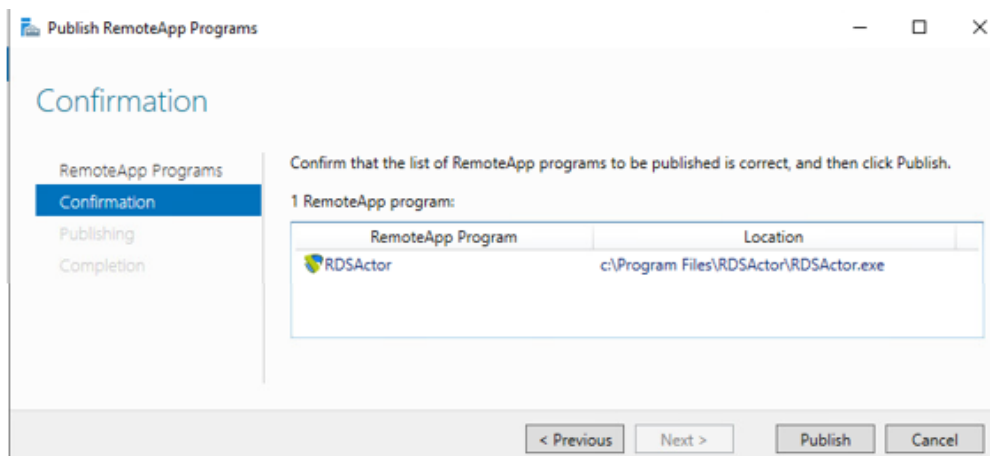 Publish RemoteApp Programs
Confirmation
RemoteApp Programs
Confirmation
Publishing
Completion
Confirm that the list of RemoteApp programs to be published is correct, and then click Publish.
1 RemoteApp program:
RemoteApp Program Location
RDSActor c:\Program Files\RDSActor\RDSActor.exe
< Previous Next > Publish Cancel